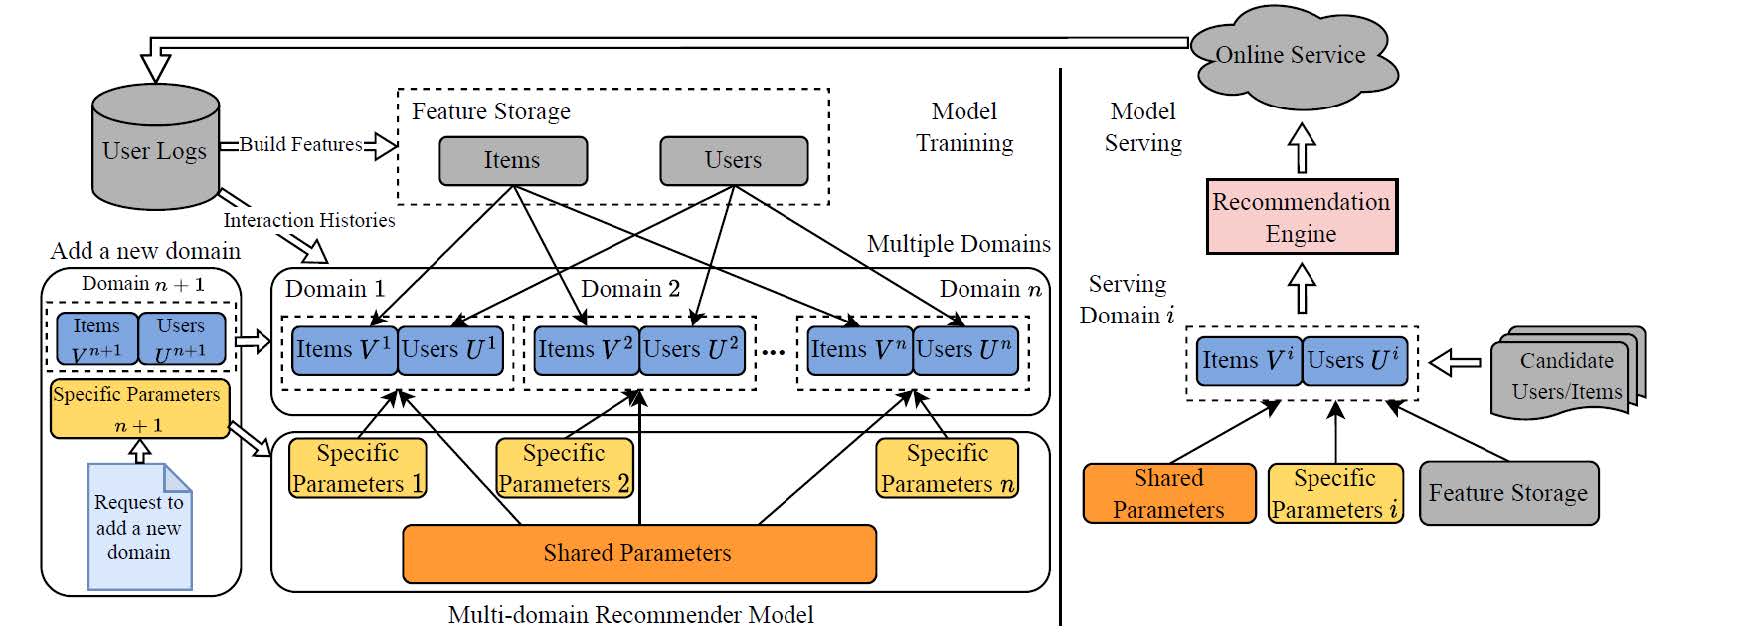 Online Service
User Logs
Build Features
Feature Storage
Items
Users
Model
Tranining
Model
Serving
Interaction Histories
Recommendation
Engine
Add a new domain
Multiple Domains
Domain n + 1
Items
V^{n+1}
Users
U^{n+1}
Specific Parameters
n + 1
Request to
add a new
domain
Domain 1
Domain 2
Domain n
Items V^1
Users U^1
Items V^2
Users U^2
...
Items V^n
Users U^n
Specific
Parameters 1
Specific
Parameters 2
Specific
Parameters n
Shared Parameters
Multi-domain Recommender Model
Serving
Domain i
Items V^i
Users U^i
Candidate
Users/Items
Shared
Parameters
Specific
Parameters i
Feature Storage